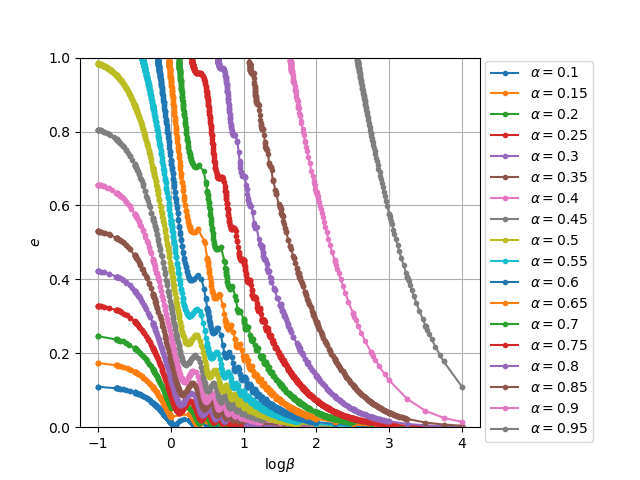 1.0
0.8
0.6
0.4
0.2
0.0
e
−1
0
1
2
3
4
logβ
α = 0.1
α = 0.15
α = 0.2
α = 0.25
α = 0.3
α = 0.35
α = 0.4
α = 0.45
α = 0.5
α = 0.55
α = 0.6
α = 0.65
α = 0.7
α = 0.75
α = 0.8
α = 0.85
α = 0.9
α = 0.95